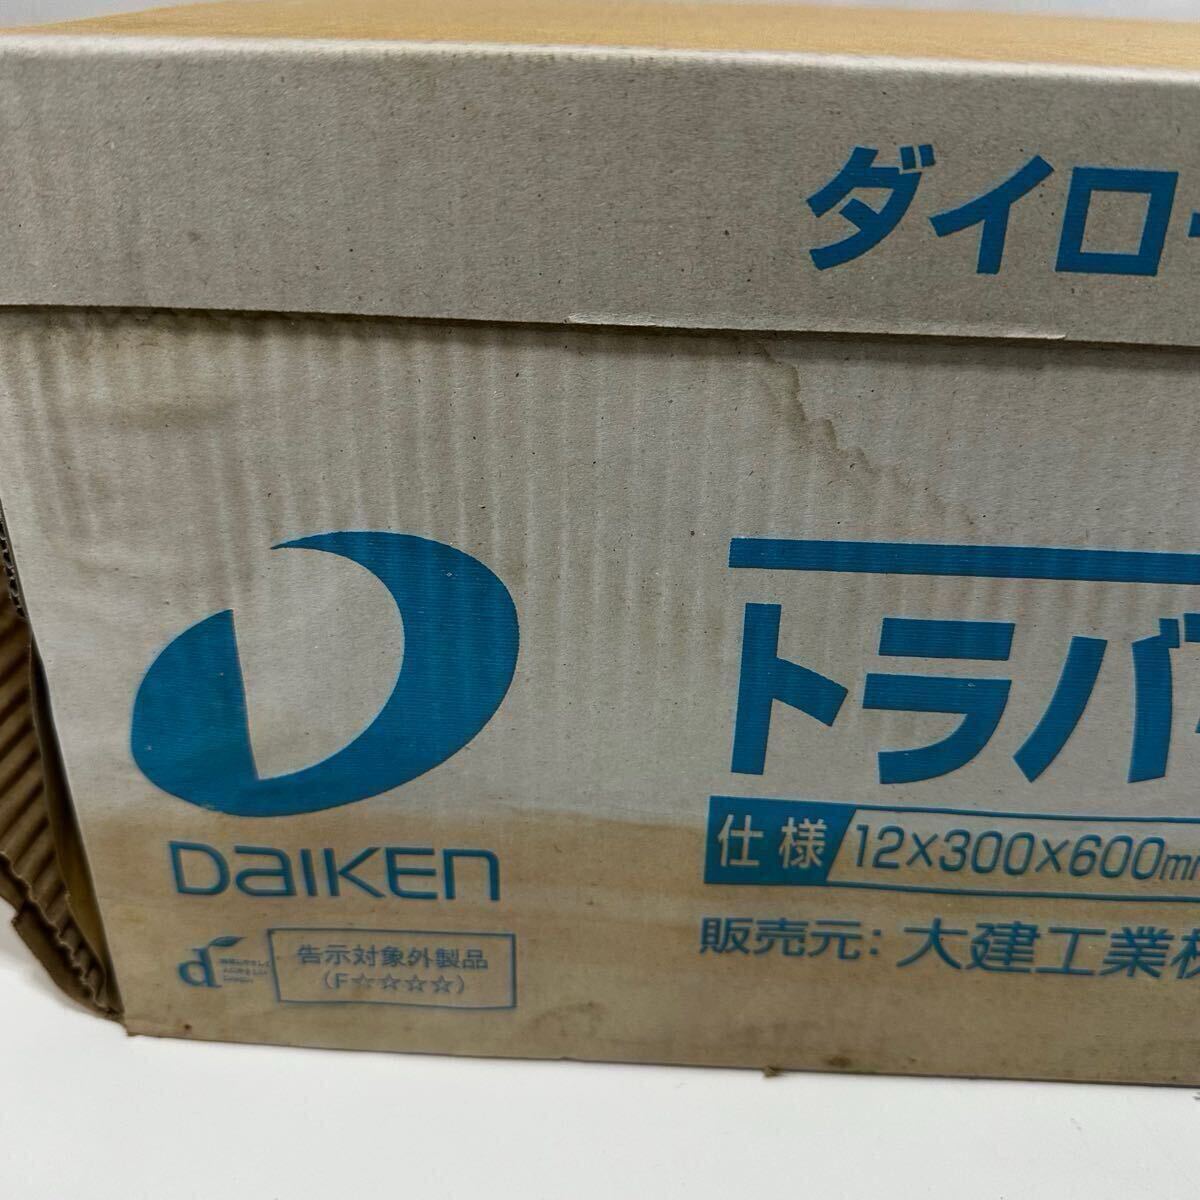 ダイロ
トラバ
仕様 12×300×600m
販売元: 大建工業株
DAIKEN
告示対象外製品
(F☆☆☆☆)